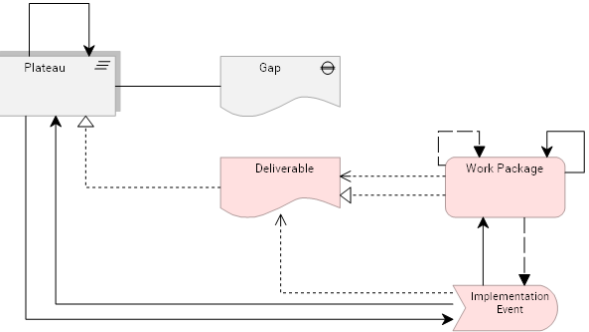 Plateau
Gap
Deliverable
Work Package
Implementation
Event